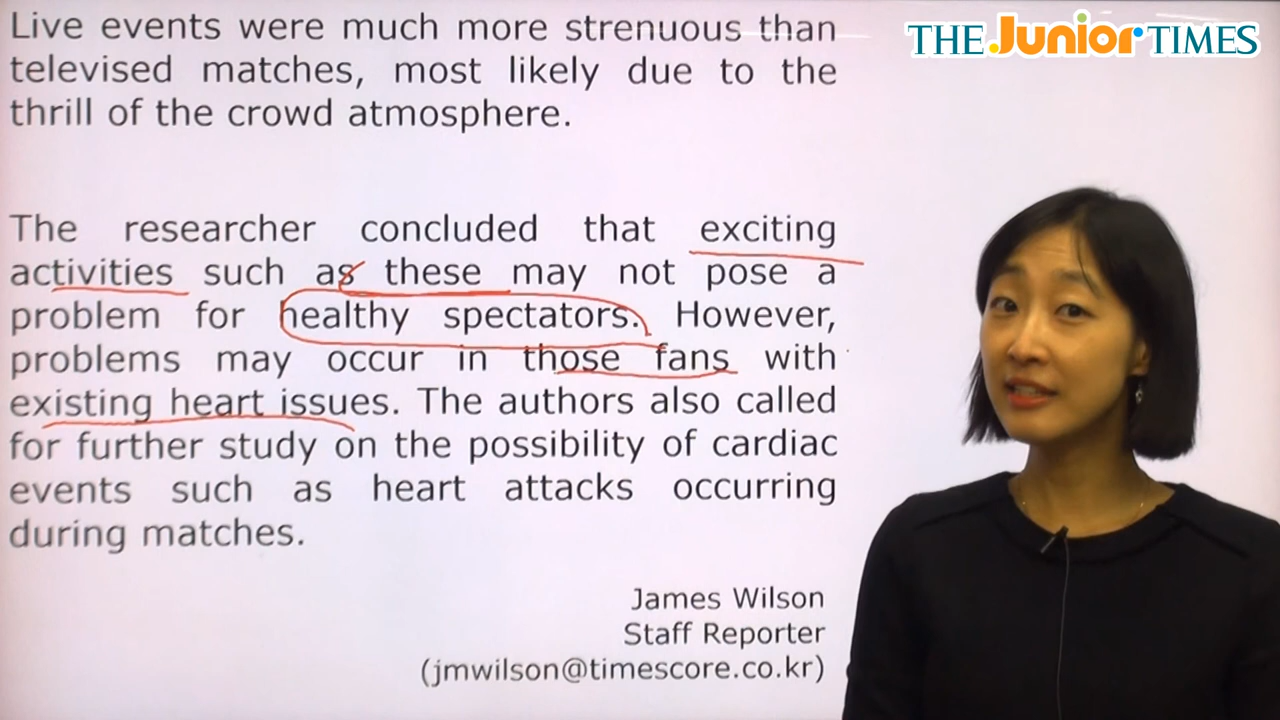 THE Junior TIMES
Live events were much more strenuous than
televised matches, most likely due to the
thrill of the crowd atmosphere.
The researcher concluded that exciting
activities such as these may not pose a
problem for healthy spectators. However,
problems may occur in those fans with
existing heart issues. The authors also called
for further study on the possibility of cardiac
events such as heart attacks occurring
during matches.
James Wilson
Staff Reporter
(jmwilson@timescore.co.kr)